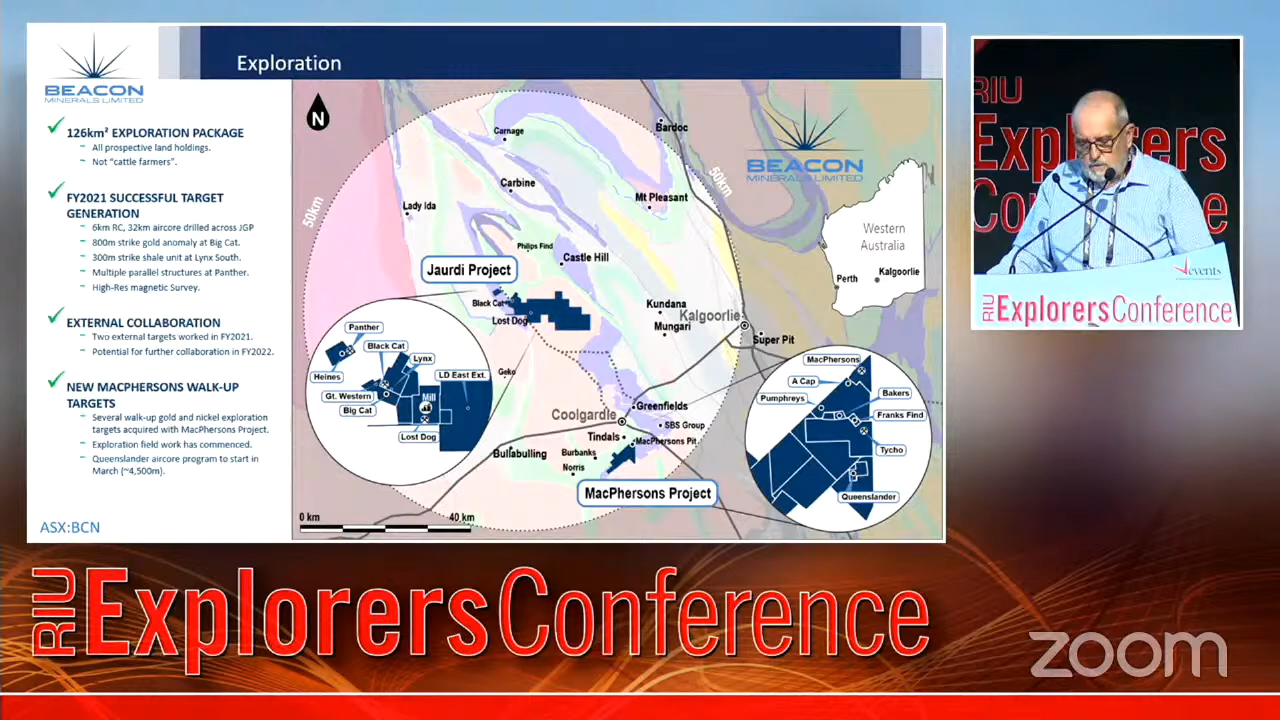 BEACON
MINERALS LIMITED
Exploration
126km² EXPLORATION PACKAGE
– All prospective land holdings.
– Not “cattle farmers”.
FY2021 SUCCESSFUL TARGET
GENERATION
– 6km RC, 32km aircore drilled across JGP
– 800m strike gold anomaly at Big Cat.
– 300m strike shale unit at Lynx South.
– Multiple parallel structures at Panther.
– High-Res magnetic Survey.
EXTERNAL COLLABORATION
– Two external targets worked in FY2021.
– Potential for further collaboration in FY2022.
NEW MACPHERSONS WALK-UP
TARGETS
– Several walk-up gold and nickel exploration
targets acquired with MacPhersons Project.
– Exploration field work has commenced.
– Queenslander aircore program to start in
March (~4,500m).
ASX:BCN
N
Carnage
Bardoc
BEACON
MINERALS LIMITED
50km
50km
Carbine
Mt Pleasant
Lady Ida
Western
Australia
Philips Find
Castle Hill
Jaurdi Project
Perth
Kalgoorlie
Black Cat
Lost Dog
Kundana
Kalgoorlie
Mungari
Super Pit
Panther
Black Cat
Lynx
Heines
LD East Ext.
Gt. Western
Mill
Big Cat
Lost Dog
Geko
MacPhersons
A Cap
Pumphreys
Bakers
Franks Find
Tycho
Queenslander
Coolgardie
Greenfields
SBS Group
Tindals
MacPhersons Pit
Bullabulling
Burbanks
Norris
MacPhersons Project
0 km
40 km
RIU
Explorers
Conference
events
RIU ExplorersConference
RIU ExplorersConference
zoom